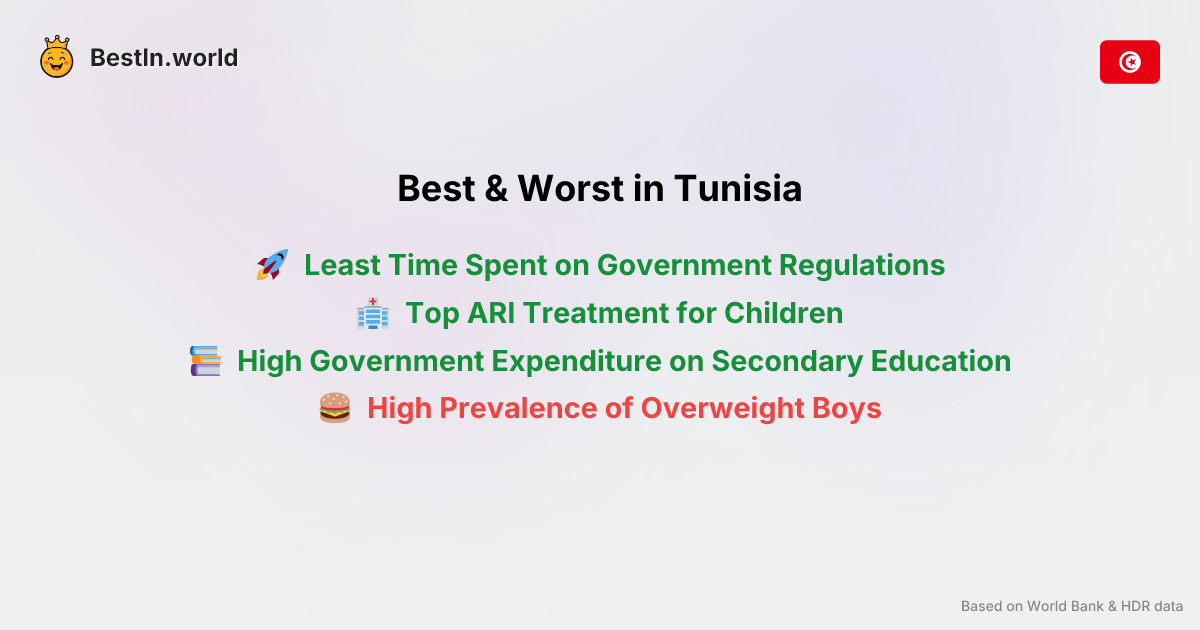 BestIn.world
Best & Worst in Tunisia
🚀 Least Time Spent on Government Regulations
🏥 Top ARI Treatment for Children
📚 High Government Expenditure on Secondary Education
🍔 High Prevalence of Overweight Boys
Based on World Bank & HDR data